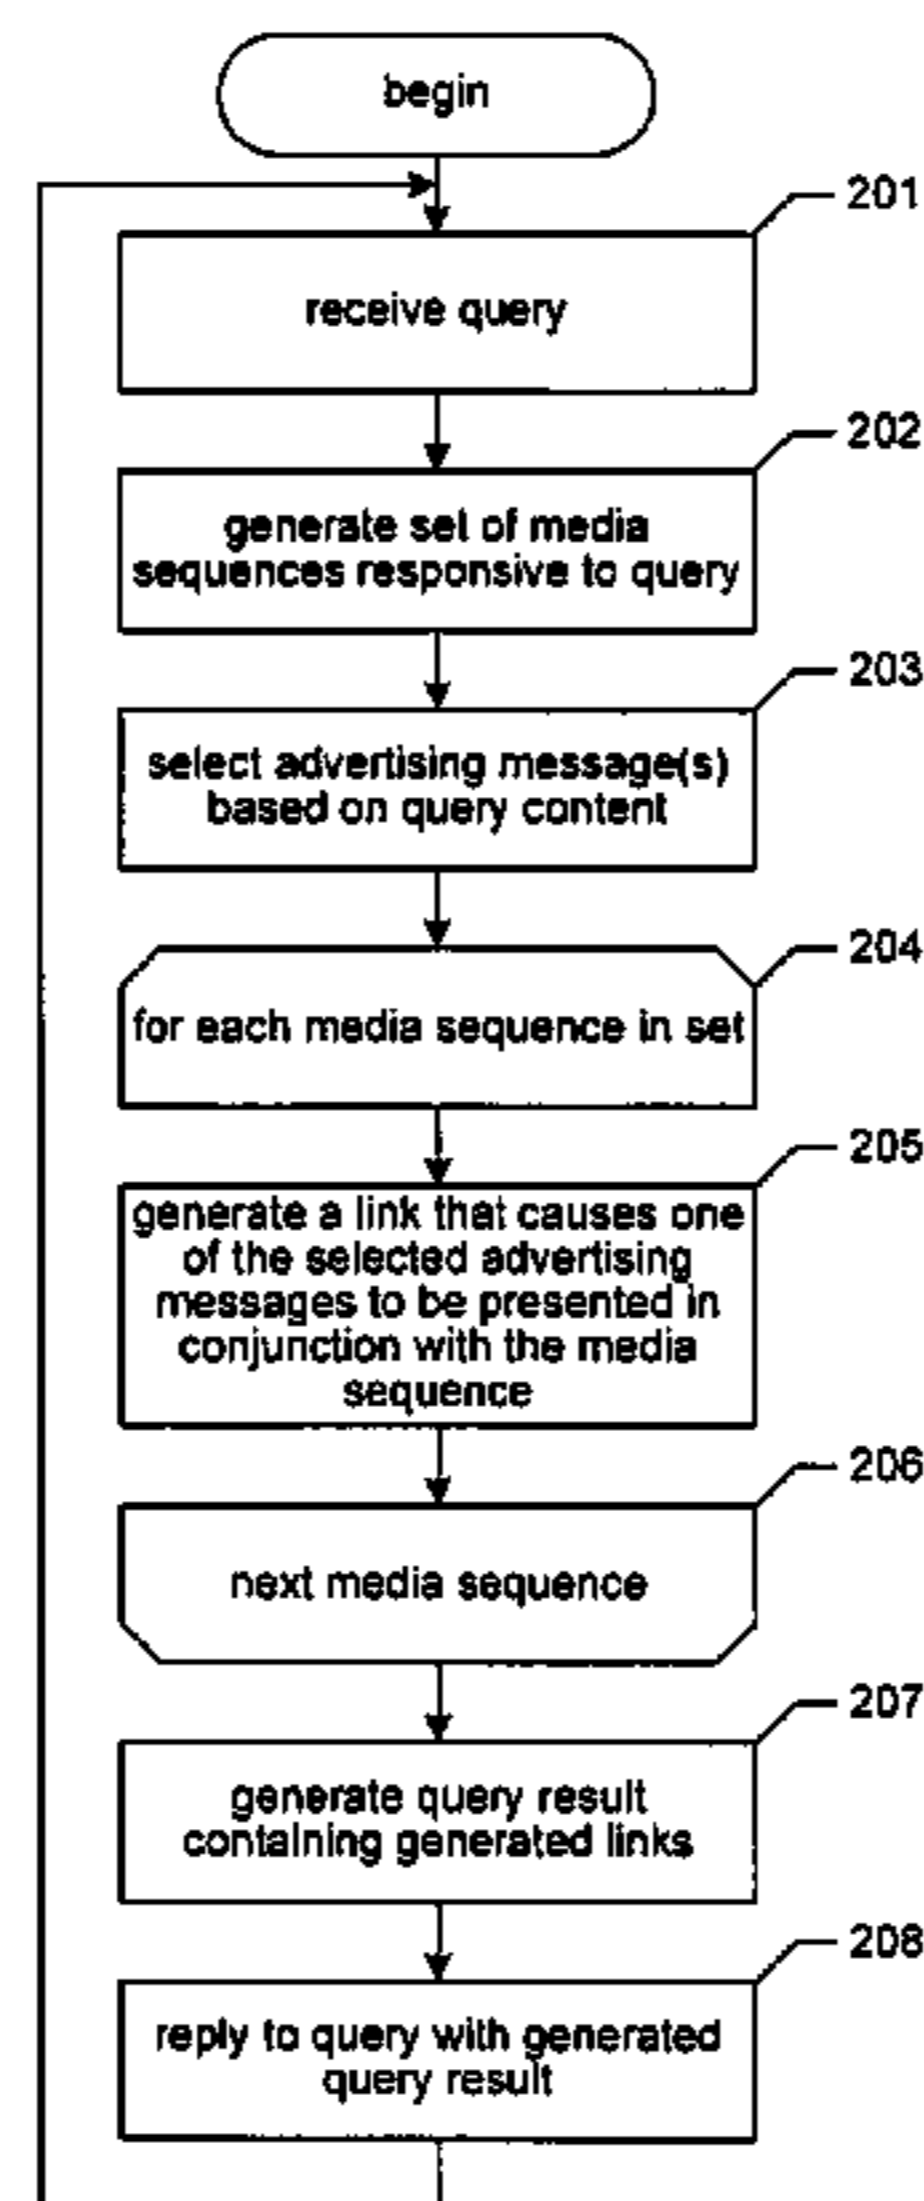 begin
201
receive query
202
generate set of media
sequences responsive to query
203
select advertising message(s)
based on query content
204
for each media sequence in set
205
generate a link that causes one
of the selected advertising
messages to be presented in
conjunction with the media
sequence
206
next media sequence
207
generate query result
containing generated links
208
reply to query with generated
query result